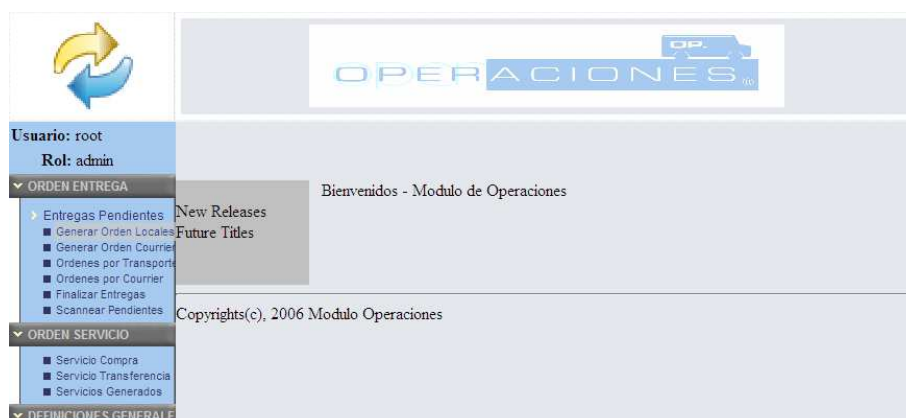 OP.
OPERACIONES
Usuario: root
Rol: admin
ORDEN ENTREGA
Entregas Pendientes
Generar Orden Locales
Generar Orden Courrier
Ordenes por Transporte
Ordenes por Courrier
Finalizar Entregas
Scannear Pendientes
ORDEN SERVICIO
Servicio Compra
Servicio Transferencia
Servicios Generados
DEFINICIONES GENERALE
Bienvenidos - Modulo de Operaciones
New Releases
Future Titles
Copyrights(c), 2006 Modulo Operaciones